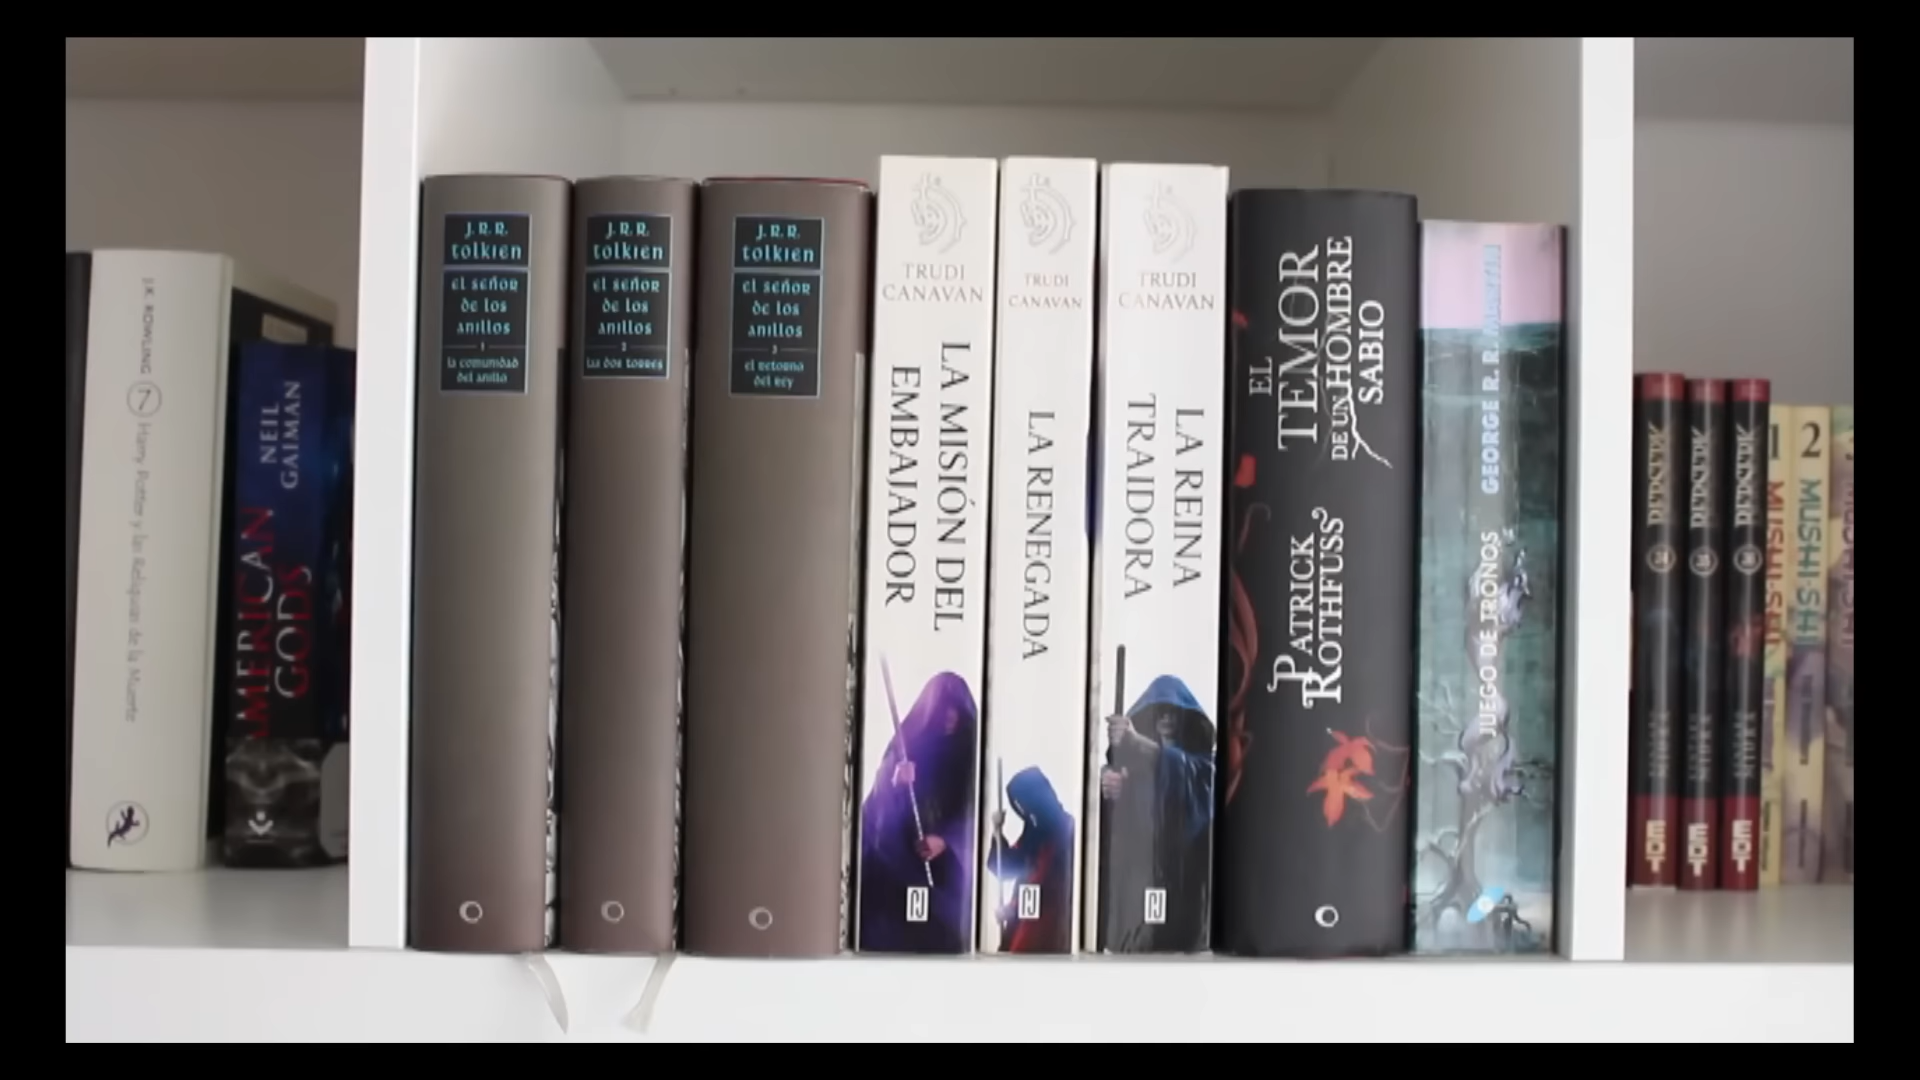 J.K. ROWLING
7
Harry Potter y las Reliquias de la Muerte
NEIL
GAIMAN
AMERICAN
GODS
J.R.R.
tolkien
el señor
de los
anillos
1
la comunidad
del anillo
J.R.R.
tolkien
el señor
de los
anillos
2
las dos torres
J.R.R.
tolkien
el señor
de los
anillos
3
el retorno
del rey
TRUDI
CANAVAN
LA MISIÓN DEL
EMBAJADOR
TRUDI
CANAVAN
LA RENEGADA
TRUDI
CANAVAN
LA REINA
TRAIDORA
EL
TEMOR
DE UN HOMBRE
SABIO
PATRICK
ROTHFUSS
GEORGE R. R. MARTIN
JUEGO DE TRONOS
BERSERK
EDT
BERSERK
EDT
BERSERK
EDT
1
MUSHI-SHI
2
MUSHI-SHI